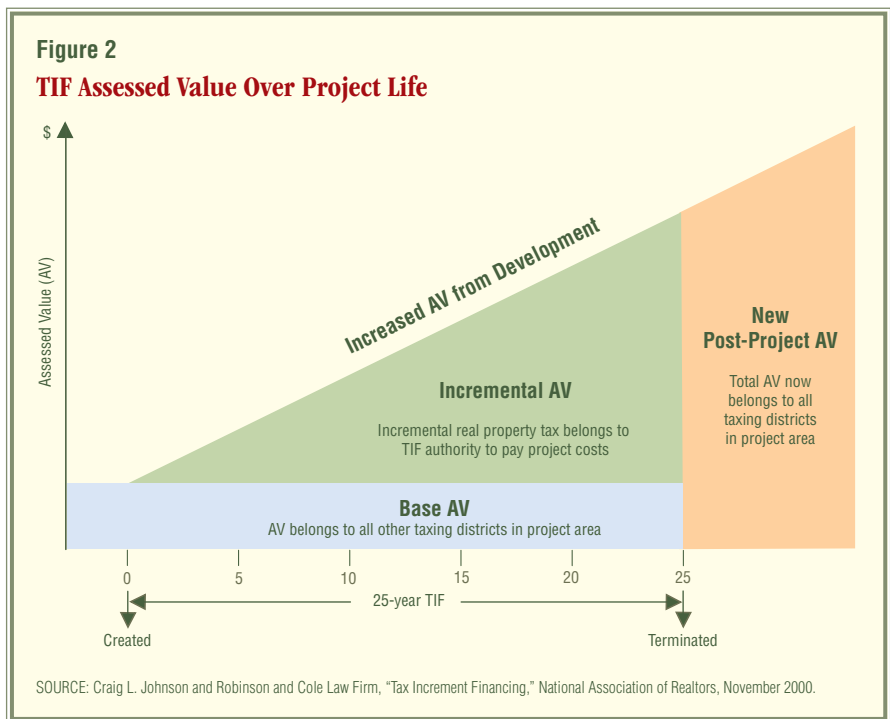 Figure 2
TIF Assessed Value Over Project Life
$
Assessed Value (AV)
Increased AV from Development
Incremental AV
Incremental real property tax belongs to
TIF authority to pay project costs
New
Post-Project AV
Total AV now
belongs to all
taxing districts
in project area
Base AV
AV belongs to all other taxing districts in project area
0 5 10 15 20 25
25-year TIF
Created Terminated
SOURCE: Craig L. Johnson and Robinson and Cole Law Firm, “Tax Increment Financing,” National Association of Realtors, November 2000.